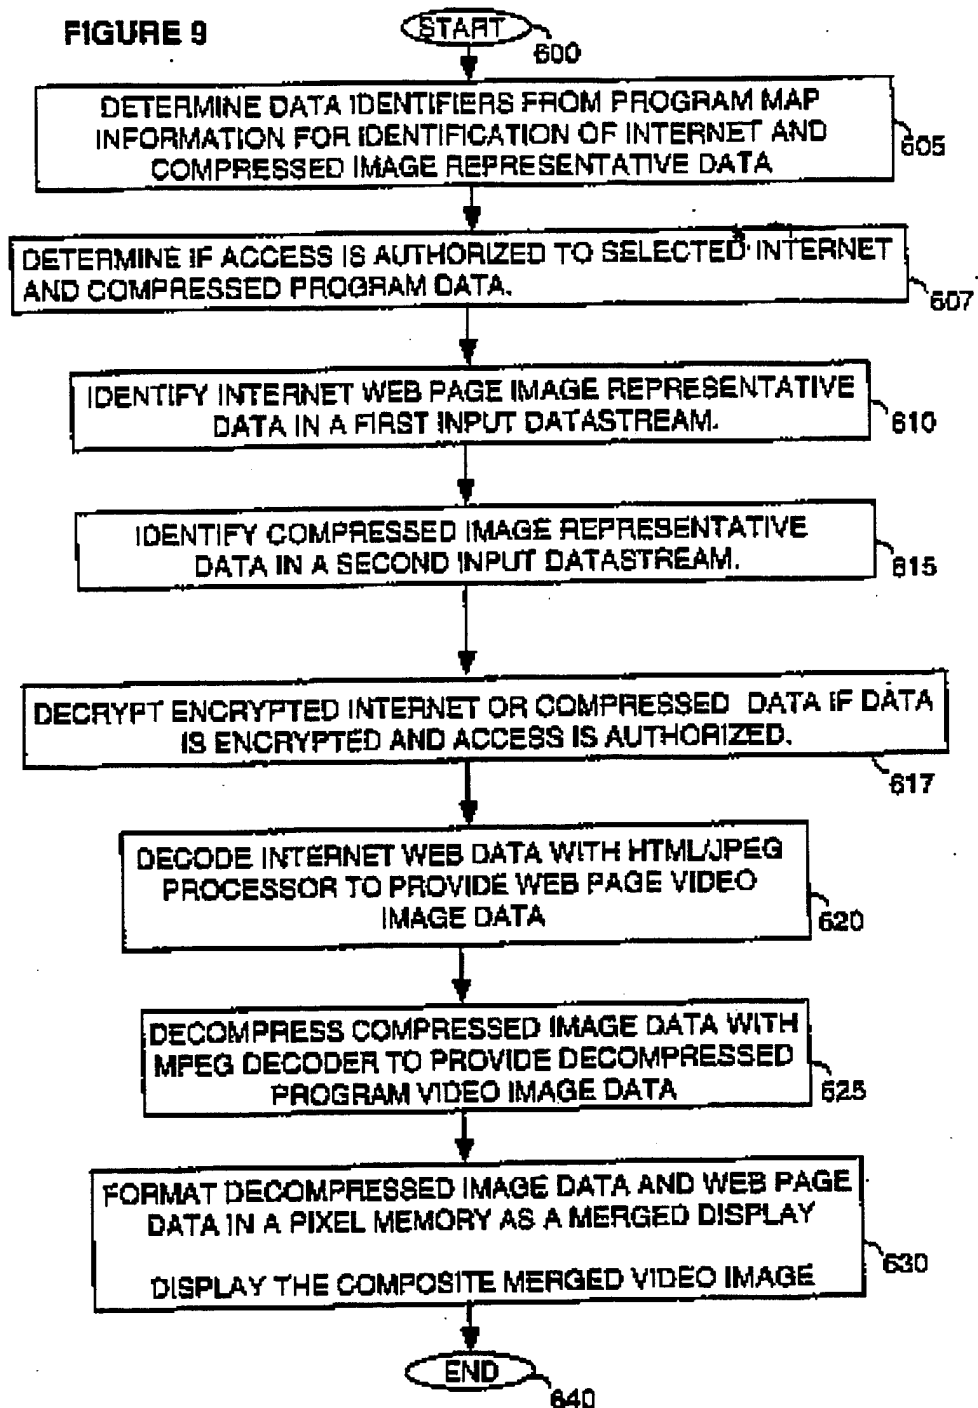 FIGURE 9
START
600
DETERMINE DATA IDENTIFIERS FROM PROGRAM MAP
INFORMATION FOR IDENTIFICATION OF INTERNET AND
COMPRESSED IMAGE REPRESENTATIVE DATA
605
DETERMINE IF ACCESS IS AUTHORIZED TO SELECTED INTERNET
AND COMPRESSED PROGRAM DATA.
607
IDENTIFY INTERNET WEB PAGE IMAGE REPRESENTATIVE
DATA IN A FIRST INPUT DATASTREAM.
610
IDENTIFY COMPRESSED IMAGE REPRESENTATIVE
DATA IN A SECOND INPUT DATASTREAM.
615
DECRYPT ENCRYPTED INTERNET OR COMPRESSED DATA IF DATA
IS ENCRYPTED AND ACCESS IS AUTHORIZED.
617
DECODE INTERNET WEB DATA WITH HTML/JPEG
PROCESSOR TO PROVIDE WEB PAGE VIDEO
IMAGE DATA
620
DECOMPRESS COMPRESSED IMAGE DATA WITH
MPEG DECODER TO PROVIDE DECOMPRESSED
PROGRAM VIDEO IMAGE DATA
625
FORMAT DECOMPRESSED IMAGE DATA AND WEB PAGE
DATA IN A PIXEL MEMORY AS A MERGED DISPLAY
DISPLAY THE COMPOSITE MERGED VIDEO IMAGE
630
END
640